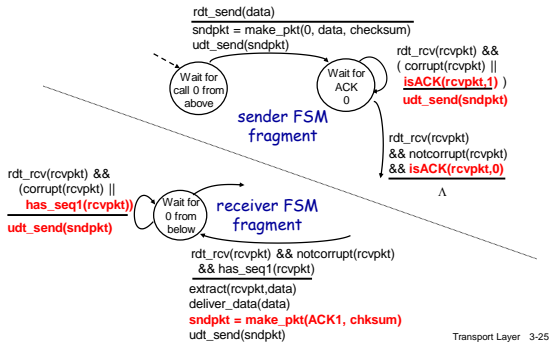 rdt_send(data)
sndpkt = make_pkt(0, data, checksum)
udt_send(sndpkt)
Wait for
call 0 from
above
Wait for
ACK
0
rdt_rcv(rcvpkt) &&
( corrupt(rcvpkt) ||
isACK(rcvpkt,1) )
udt_send(sndpkt)
sender FSM
fragment
rdt_rcv(rcvpkt)
&& notcorrupt(rcvpkt)
&& isACK(rcvpkt,0)
Λ
rdt_rcv(rcvpkt) &&
(corrupt(rcvpkt) ||
has_seq1(rcvpkt))
udt_send(sndpkt)
Wait for
0 from
below
receiver FSM
fragment
rdt_rcv(rcvpkt) && notcorrupt(rcvpkt)
&& has_seq1(rcvpkt)
extract(rcvpkt,data)
deliver_data(data)
sndpkt = make_pkt(ACK1, chksum)
udt_send(sndpkt)
Transport Layer 3-25